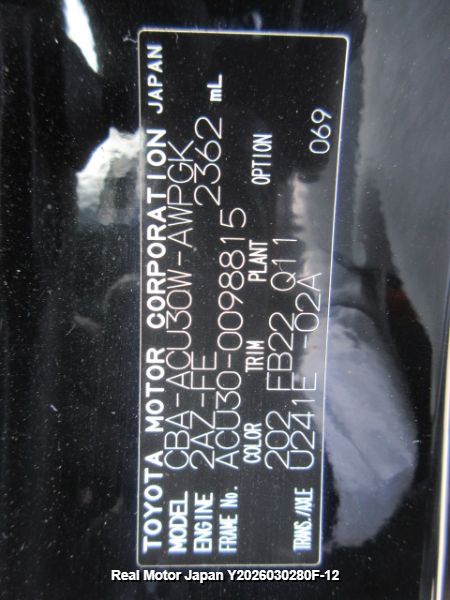 TOYOTA MOTOR CORPORATION JAPAN
MODEL CBA-ACU30W-AWPGK
ENGINE 2AZ-FE 2362 mL
FRAME No. ACU30-0098815
COLOR TRIM PLANT OPTION
202 FB22 Q11 069
TRANS./AXLE U241E-02A
Real Motor Japan Y2026030280F-12